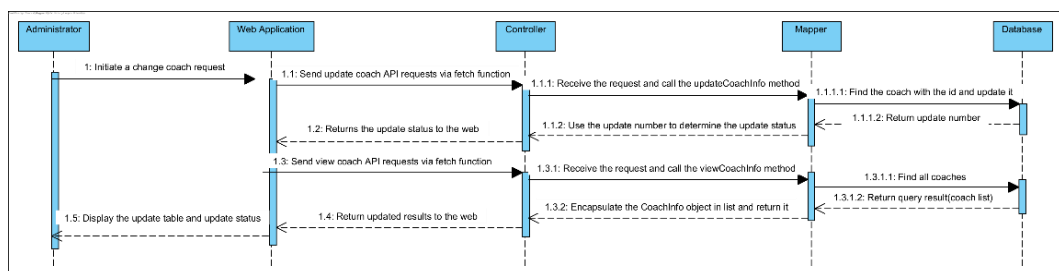 Administrator
Web Application
Controller
Mapper
Database
1: Initiate a change coach request
1.1: Send update coach API requests via fetch function
1.1.1: Receive the request and call the updateCoachInfo method
1.1.1.1: Find the coach with the id and update it
1.1.1.2: Return update number
1.1.2: Use the update number to determine the update status
1.2: Returns the update status to the web
1.3: Send view coach API requests via fetch function
1.3.1: Receive the request and call the viewCoachInfo method
1.3.1.1: Find all coaches
1.3.1.2: Return query result(coach list)
1.3.2: Encapsulate the CoachInfo object in list and return it
1.4: Return updated results to the web
1.5: Display the update table and update status